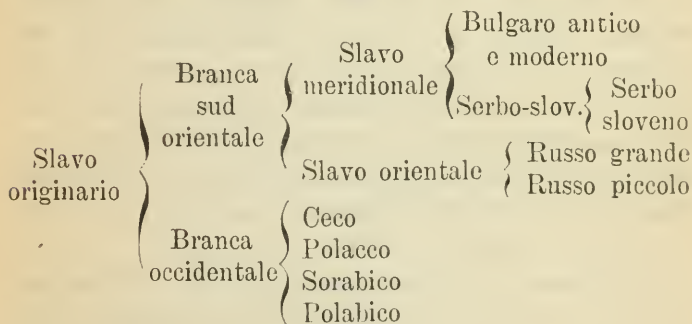 Slavo
originario
Branca
sud
orientale
Slavo
meridionale
Bulgaro antico
e moderno
Serbo-slov.
Serbo
sloveno
Slavo orientale
Russo grande
Russo piccolo
Branca
occidentale
Ceco
Polacco
Sorabico
Polabico